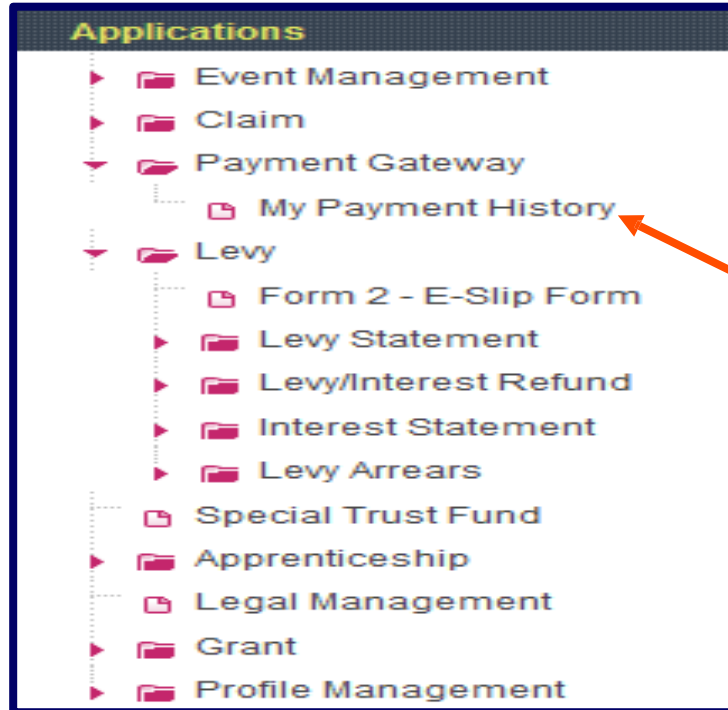 Applications
Event Management
Claim
Payment Gateway
My Payment History
Levy
Form 2 - E-Slip Form
Levy Statement
Levy/Interest Refund
Interest Statement
Levy Arrears
Special Trust Fund
Apprenticeship
Legal Management
Grant
Profile Management